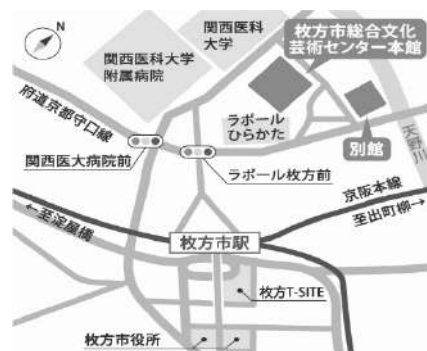 N
関西医科
大学
枚方市総合文化
芸術センター本館
関西医科大学
附属病院
府道京都守口線
ラポール
ひらかた
別館
天野川
関西医大病院前
ラポール枚方前
京阪本線
至出町柳→
←至淀屋橋
枚方市駅
枚方T-SITE
枚方市役所